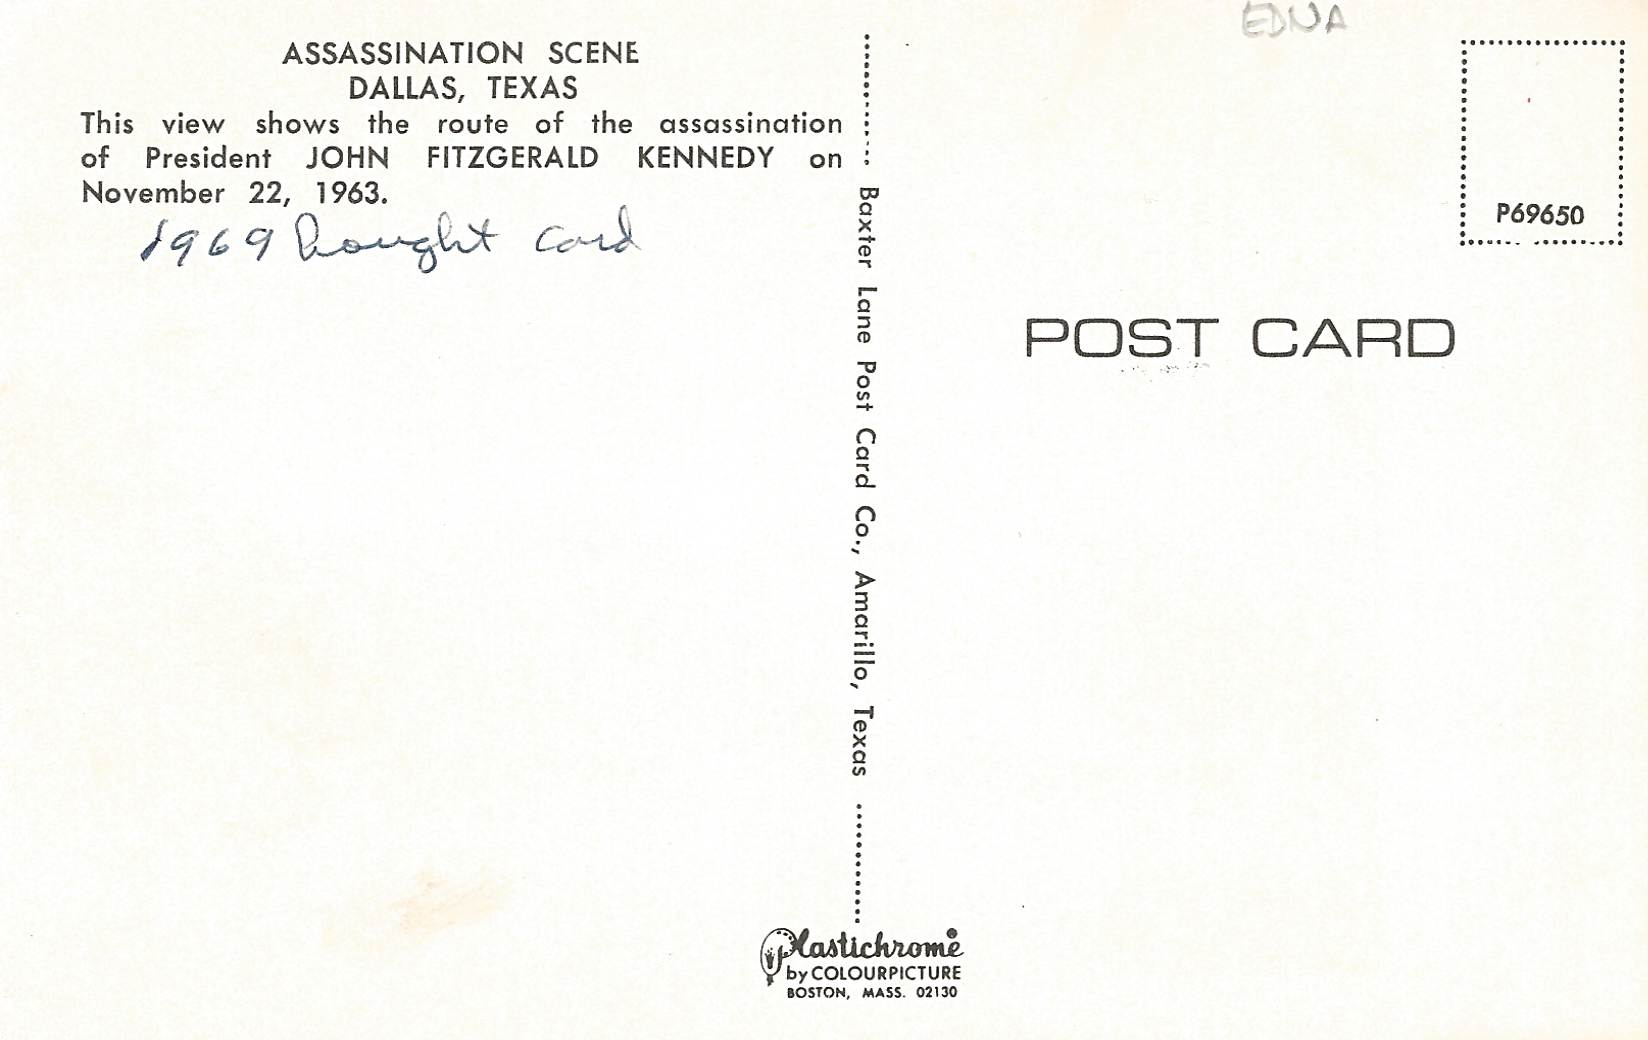 EDNA
ASSASSINATION SCENE
DALLAS, TEXAS
This view shows the route of the assassination
of President JOHN FITZGERALD KENNEDY on
November 22, 1963.
1969 bought card
Baxter Lane Post Card Co., Amarillo, Texas
P69650
POST CARD
Plastichrome
by COLOURPICTURE
BOSTON, MASS. 02130